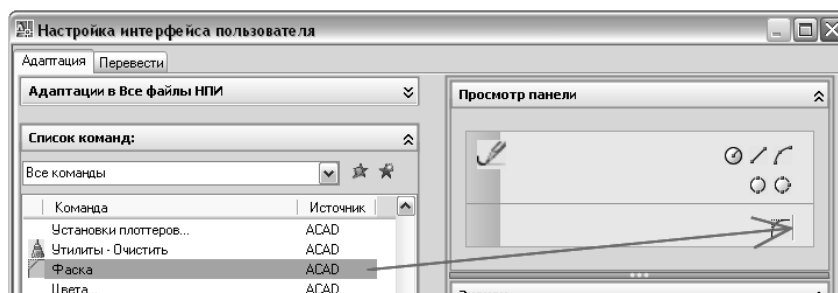 Настройка интерфейса пользователя
Адаптация Перевести
Адаптации в Все файлы НПИ
Просмотр панели
Список команд:
Все команды
Команда Источник
Установки плоттеров... ACAD
Утилиты - Очистить ACAD
Фаска ACAD
Цвета... ACAD